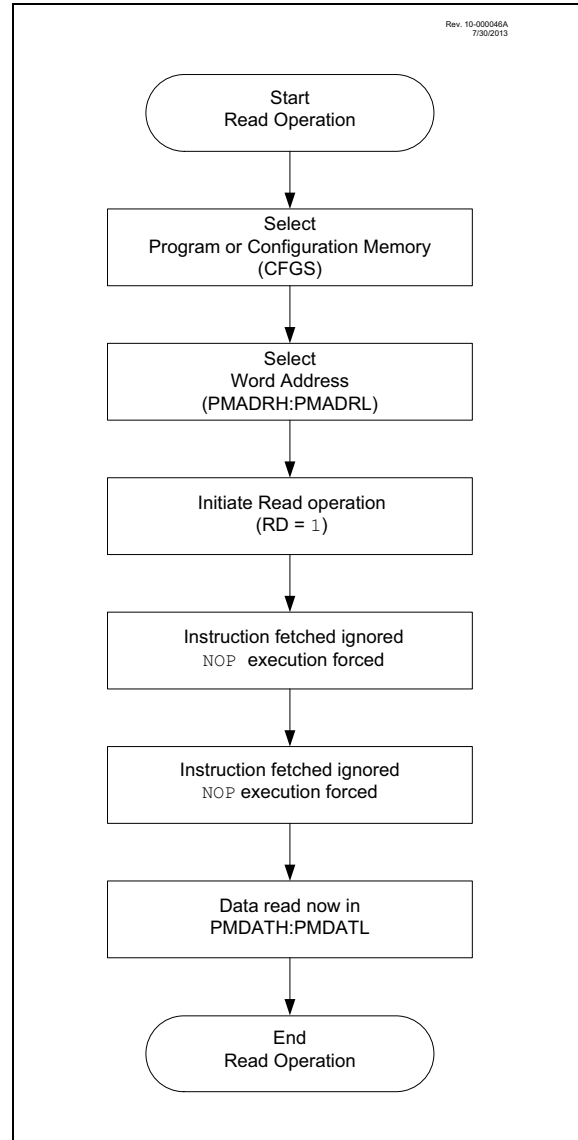 Rev. 10-000046A
7/30/2013
Start
Read Operation
Select
Program or Configuration Memory
(CFGS)
Select
Word Address
(PMADRH:PMADRL)
Initiate Read operation
(RD = 1)
Instruction fetched ignored
NOP execution forced
Instruction fetched ignored
NOP execution forced
Data read now in
PMDATH:PMDATL
End
Read Operation